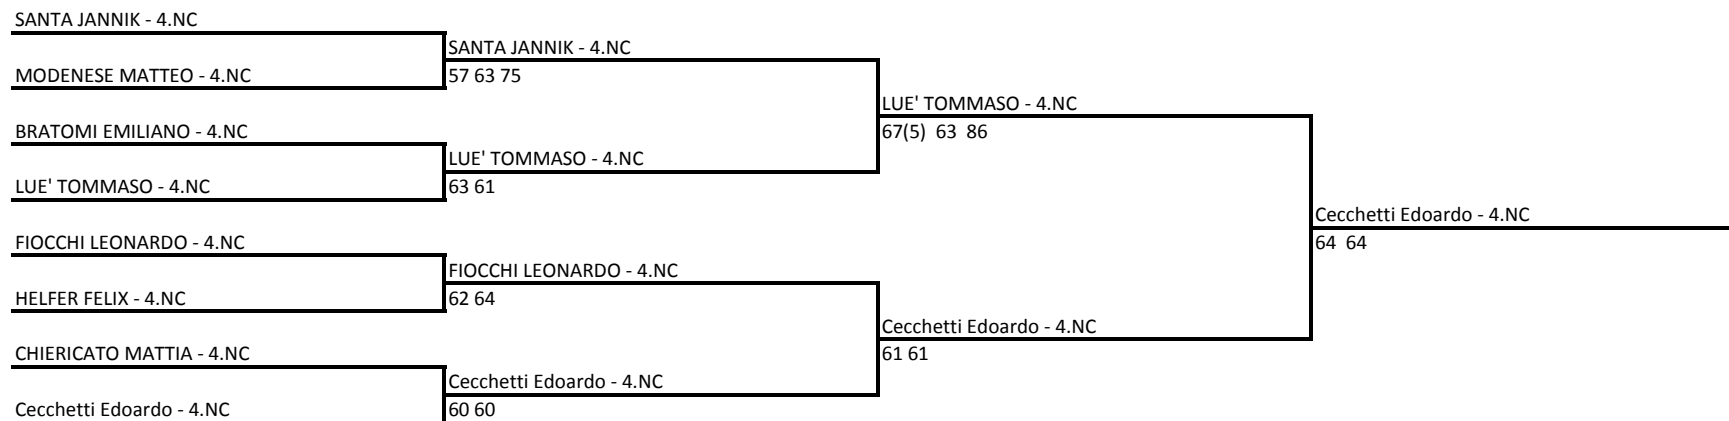 SANTA JANNIK - 4.NC
SANTA JANNIK - 4.NC
MODENESE MATTEO - 4.NC
57 63 75
LUE' TOMMASO - 4.NC
BRATOMI EMILIANO - 4.NC
67(5)  63  86
LUE' TOMMASO - 4.NC
LUE' TOMMASO - 4.NC
63 61
Cecchetti Edoardo - 4.NC
FIOCCHI LEONARDO - 4.NC
64  64
FIOCCHI LEONARDO - 4.NC
HELFER FELIX - 4.NC
62 64
Cecchetti Edoardo - 4.NC
CHIERICATO MATTIA - 4.NC
61 61
Cecchetti Edoardo - 4.NC
Cecchetti Edoardo - 4.NC
60 60